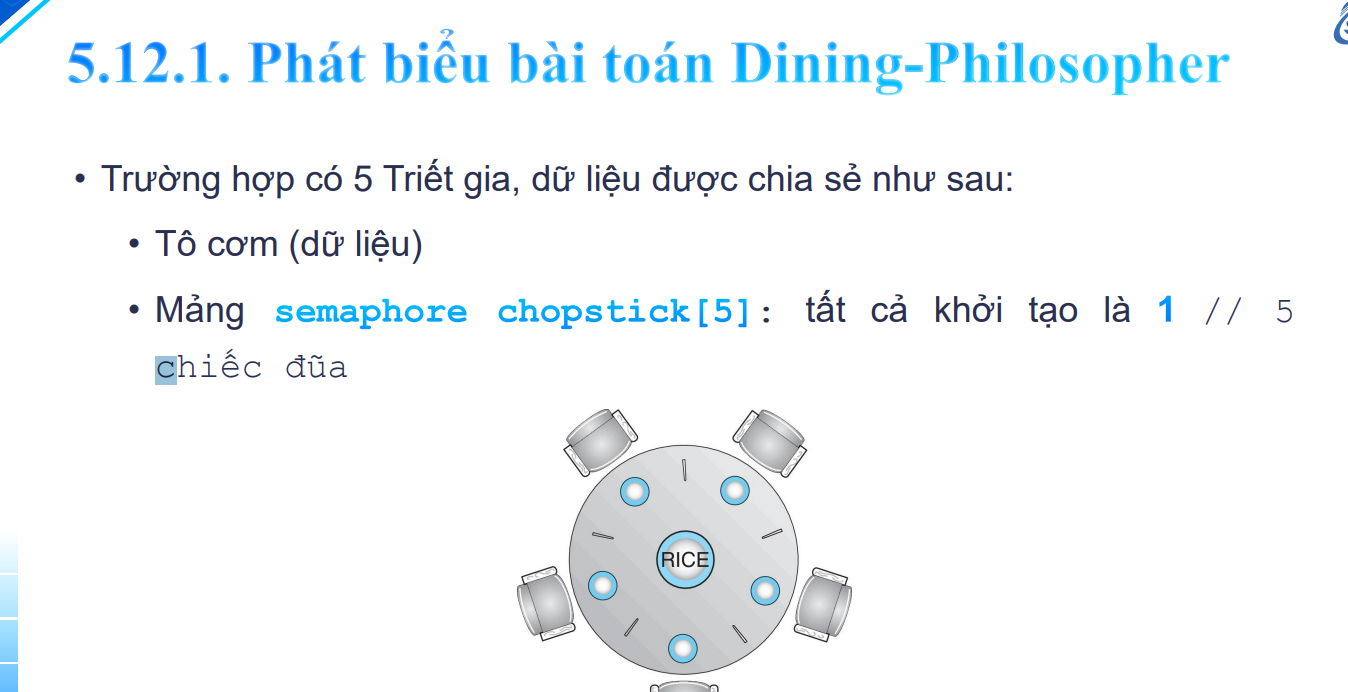 5.12.1. Phát biểu bài toán Dining-Philosopher
• Trường hợp có 5 Triết gia, dữ liệu được chia sẻ như sau:
• Tô cơm (dữ liệu)
• Mảng semaphore chopstick[5]: tất cả khởi tạo là 1 // 5
chiếc đũa
RICE